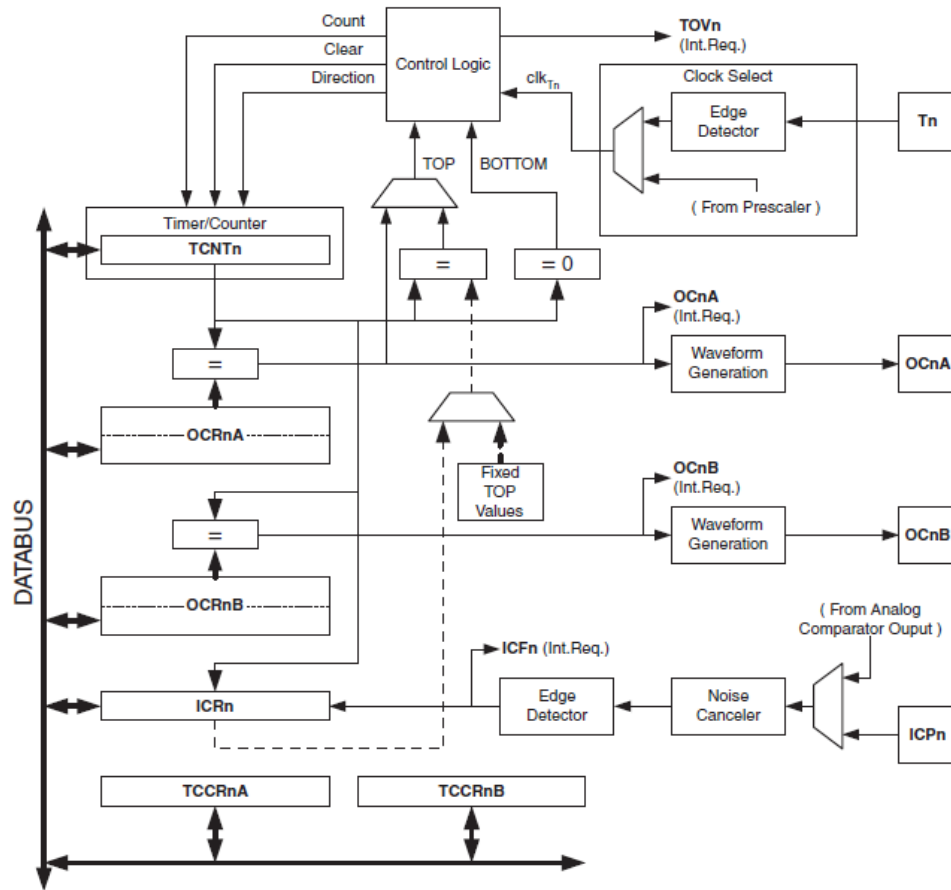 Count
TOVn
(Int.Req.)
Clear
Control Logic
Direction
clkTn
Clock Select
Edge
Detector
Tn
TOP
BOTTOM
( From Prescaler )
Timer/Counter
TCNTn
=
= 0
OCnA
(Int.Req.)
=
Waveform
Generation
OCnA
OCRnA
Fixed
TOP
Values
OCnB
(Int.Req.)
=
Waveform
Generation
OCnB
DATABUS
OCRnB
( From Analog
Comparator Ouput )
ICFn (Int.Req.)
ICRn
Edge
Detector
Noise
Canceler
ICPn
TCCRnA
TCCRnB